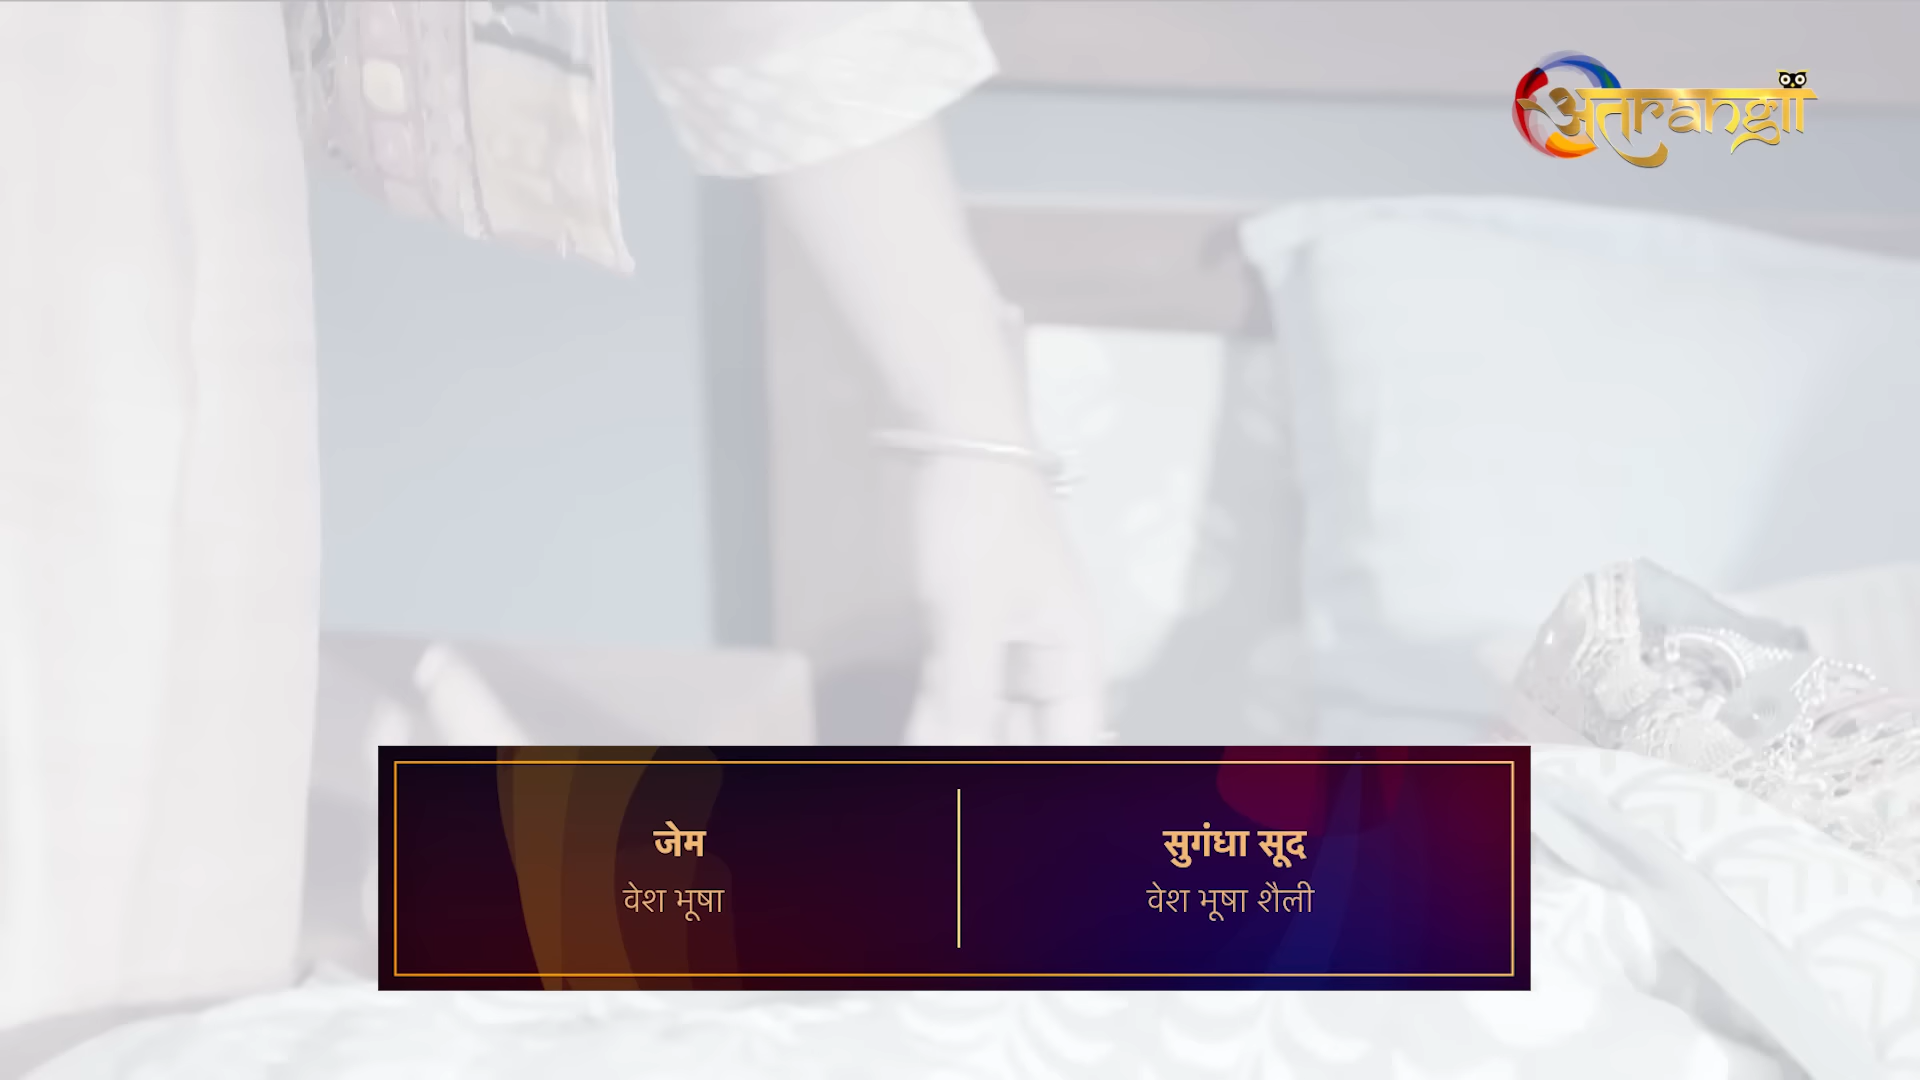 अतrangii
जेम
वेश भूषा
सुगंधा सूद
वेश भूषा शैली